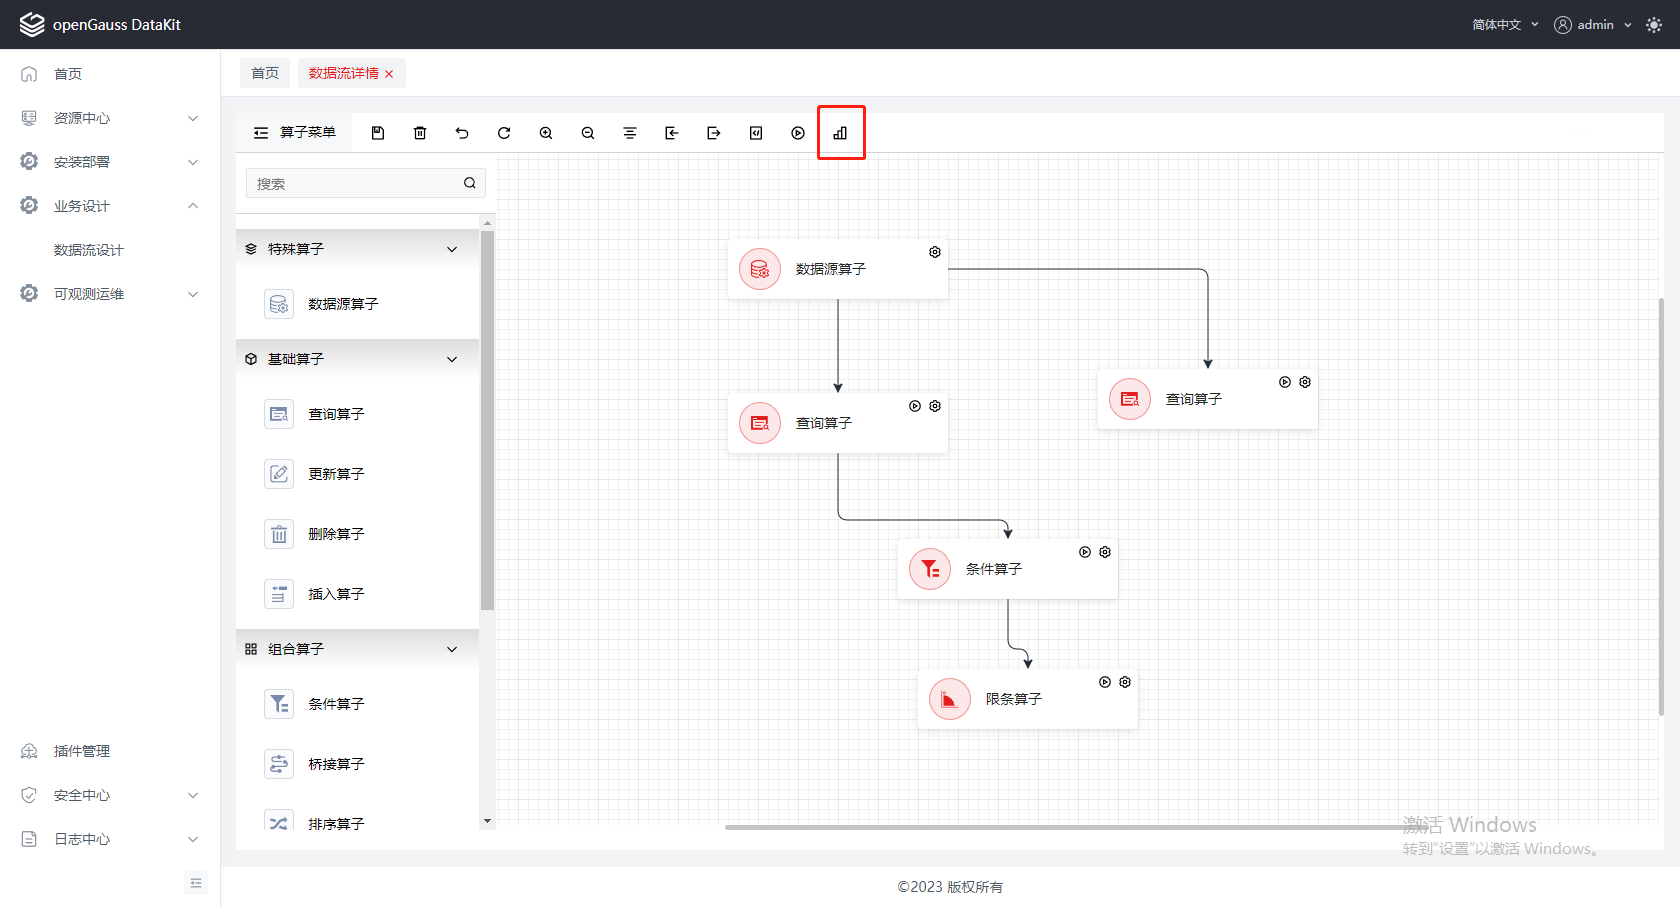 openGauss DataKit
简体中文
admin
首页
资源中心
安装部署
业务设计
数据流设计
可观测运维
插件管理
安全中心
日志中心
首页
数据流详情
算子菜单
搜索
特殊算子
数据源算子
基础算子
查询算子
更新算子
删除算子
插入算子
组合算子
条件算子
桥接算子
排序算子
数据源算子
查询算子
查询算子
条件算子
限条算子
激活 Windows
转到“设置”以激活 Windows。
©2023 版权所有